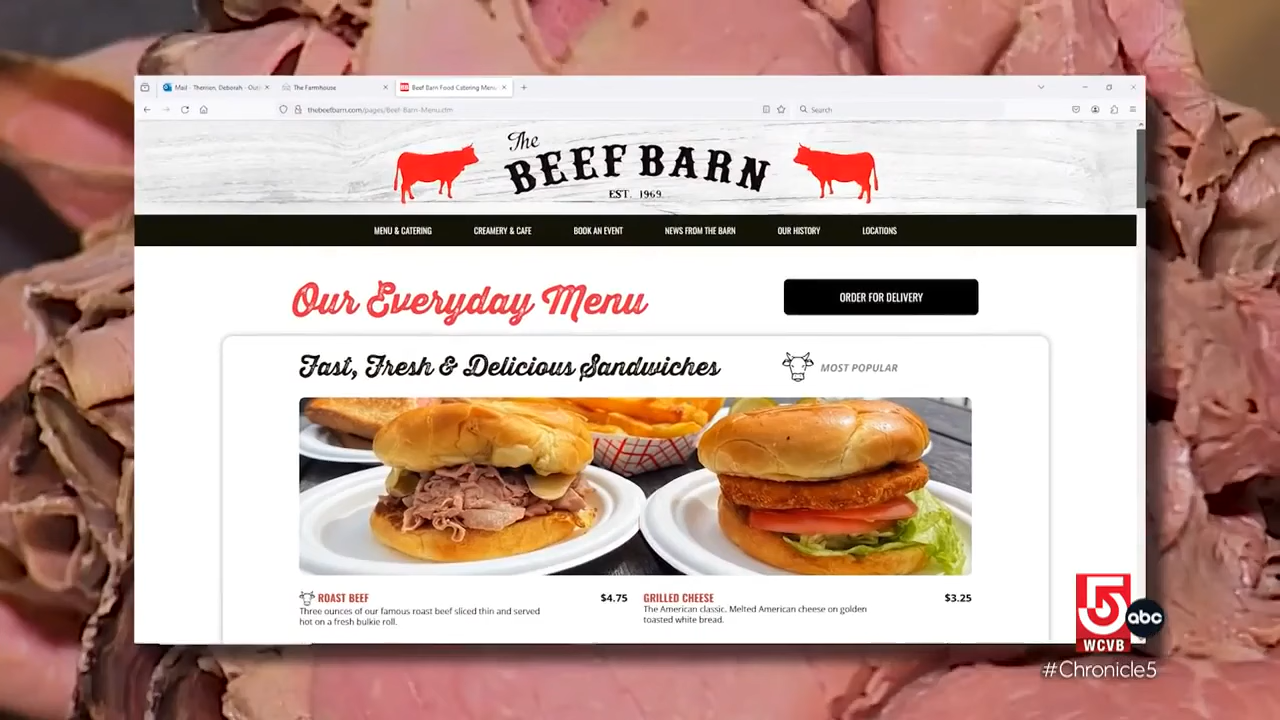 Mail - Therrien, Deborah - Outl
The Farmhouse
Beef Barn Food Catering Menu
thebeefbarn.com/pages/Beef-Barn-Menu.cfm
Search
The
BEEF BARN
EST. 1969.
MENU & CATERING
CREAMERY & CAFE
BOOK AN EVENT
NEWS FROM THE BARN
OUR HISTORY
LOCATIONS
Our Everyday Menu
ORDER FOR DELIVERY
Fast, Fresh & Delicious Sandwiches
MOST POPULAR
ROAST BEEF $4.75
Three ounces of our famous roast beef sliced thin and served
hot on a fresh bulkie roll.
GRILLED CHEESE $3.25
The American classic. Melted American cheese on golden
toasted white bread.
5
abc
WCVB
#Chronicle5